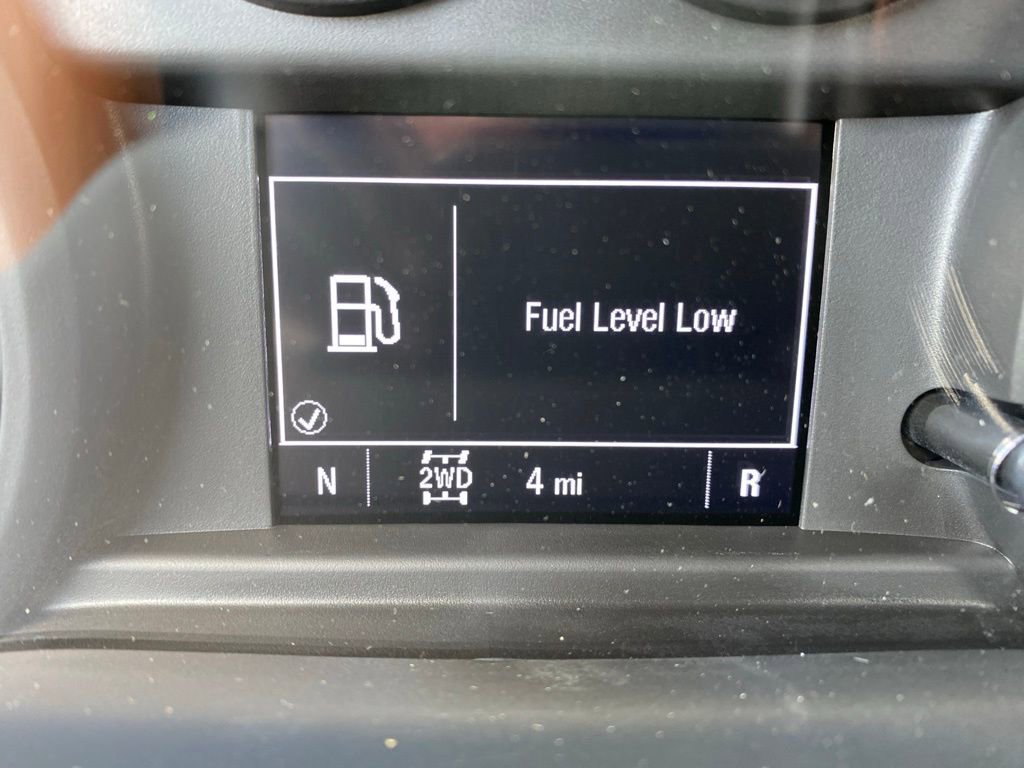 Fuel Level Low
N 2WD 4 mi R